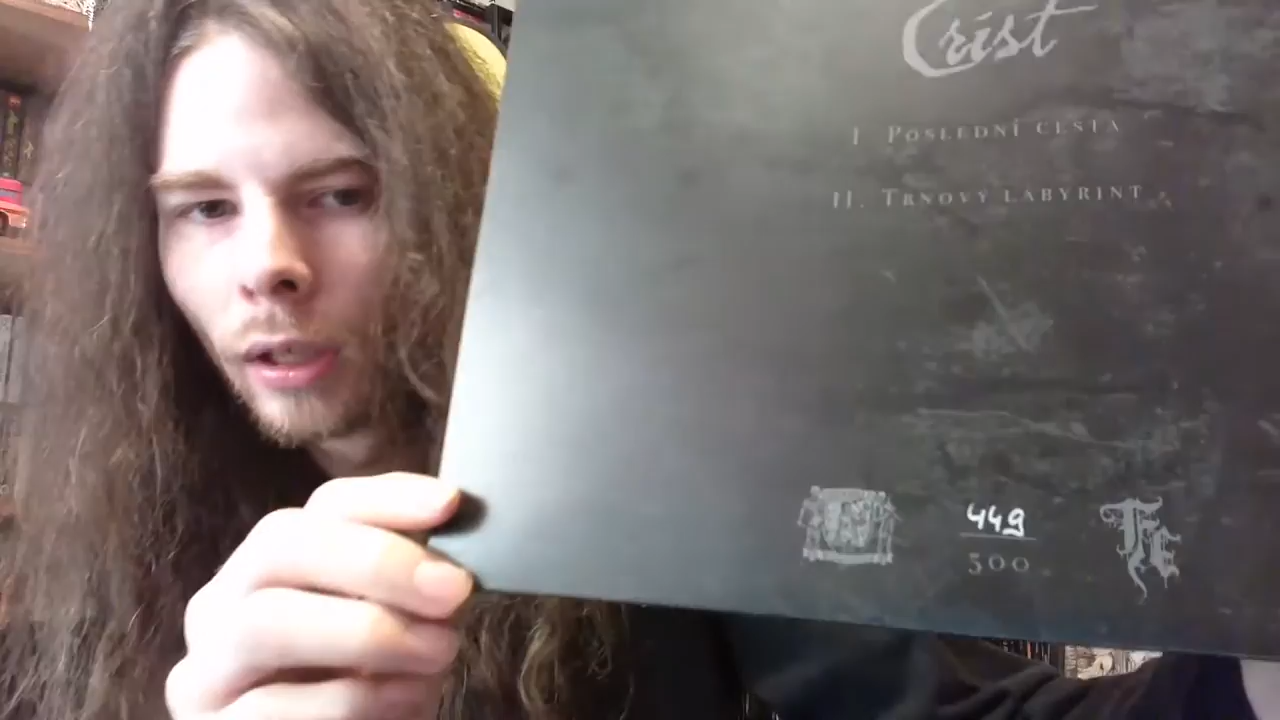 Crist
I. Poslední cesta
II. Trnový labyrint
449
500